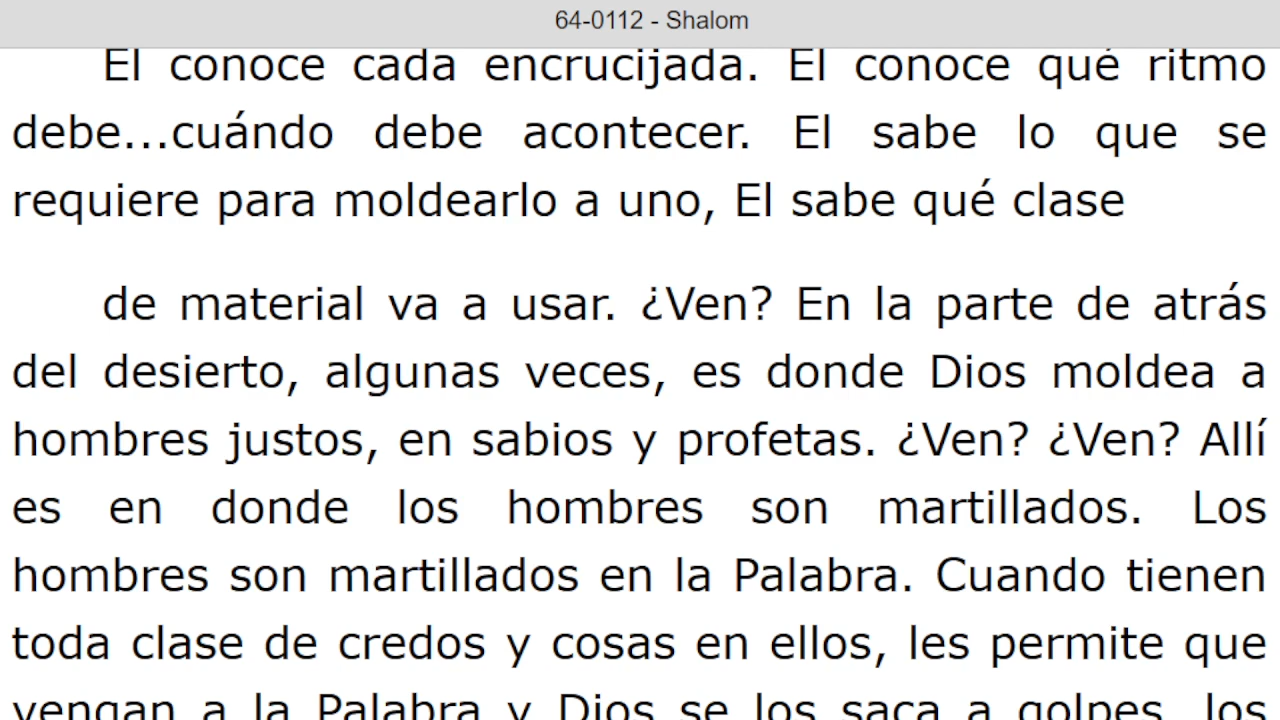 64-0112 - Shalom
El conoce cada encrucijada. El conoce qué ritmo
debe...cuándo debe acontecer. El sabe lo que se
requiere para moldearlo a uno, El sabe qué clase
de material va a usar. ¿Ven? En la parte de atrás
del desierto, algunas veces, es donde Dios moldea a
hombres justos, en sabios y profetas. ¿Ven? ¿Ven? Allí
es en donde los hombres son martillados. Los
hombres son martillados en la Palabra. Cuando tienen
toda clase de credos y cosas en ellos, les permite que
vengan a la Palabra y Dios se los saca a golpes, los